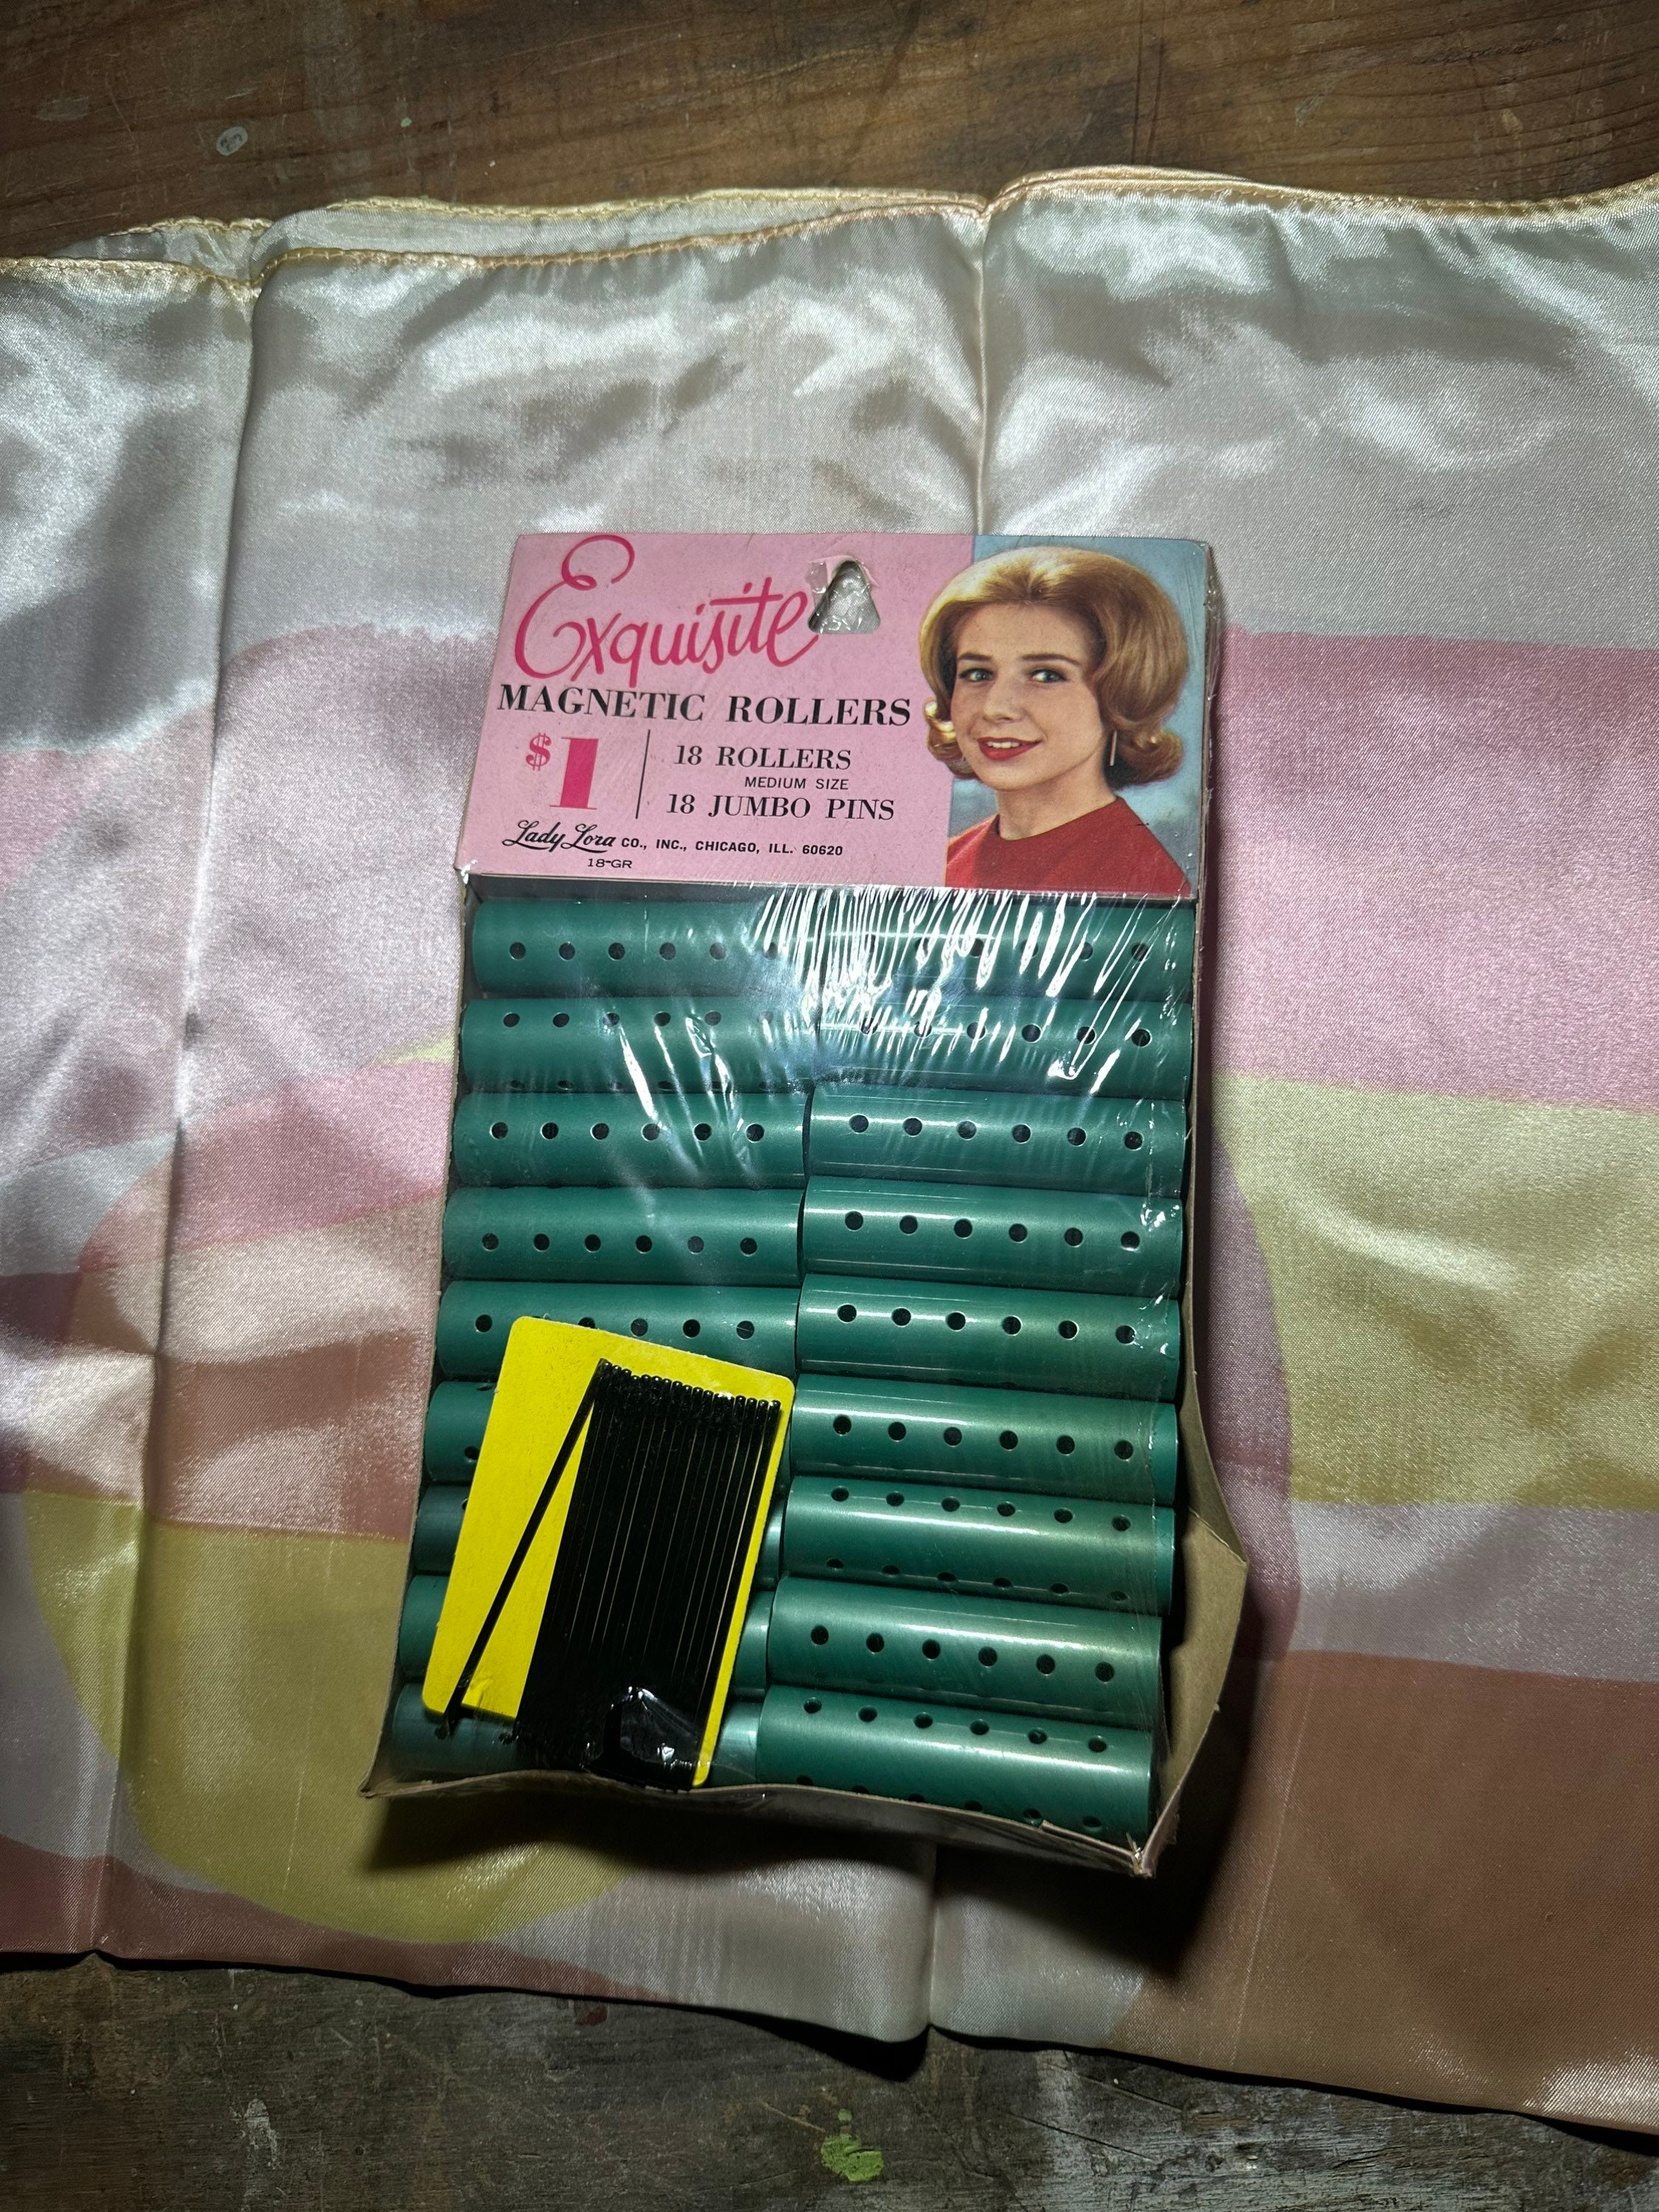 Exquisite
MAGNETIC ROLLERS
$1
18 ROLLERS
MEDIUM SIZE
18 JUMBO PINS
Lady Lora CO., INC., CHICAGO, ILL. 60620
18-GR